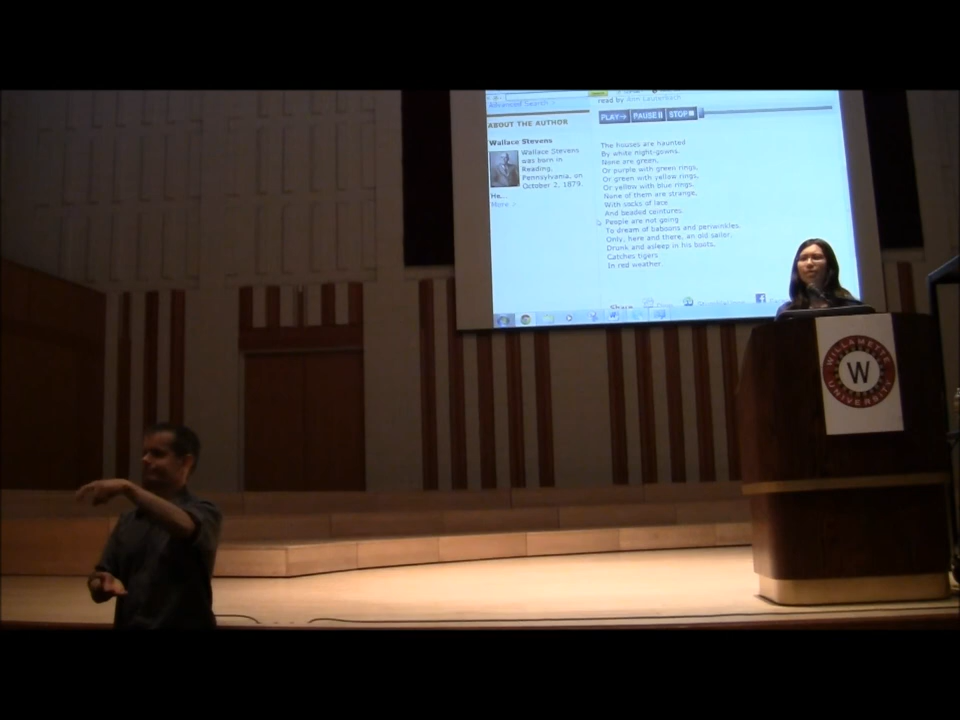 Advanced Search >
read by Ann Lauterbach
PLAY PAUSE STOP
ABOUT THE AUTHOR
Wallace Stevens
Wallace Stevens
was born in
Reading,
Pennsylvania, on
October 2, 1879.
He...
More >
The houses are haunted
By white night-gowns.
None are green,
Or purple with green rings,
Or green with yellow rings,
Or yellow with blue rings.
None of them are strange,
With socks of lace
And beaded ceintures.
People are not going
To dream of baboons and periwinkles.
Only, here and there, an old sailor,
Drunk and asleep in his boots,
Catches tigers
In red weather.
Share
WILLAMETTE
W
UNIVERSITY